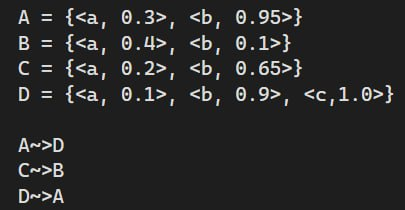 A = {<a, 0.3>, <b, 0.95>}
B = {<a, 0.4>, <b, 0.1>}
C = {<a, 0.2>, <b, 0.65>}
D = {<a, 0.1>, <b, 0.9>, <c,1.0>}
A~>D
C~>B
D~>A